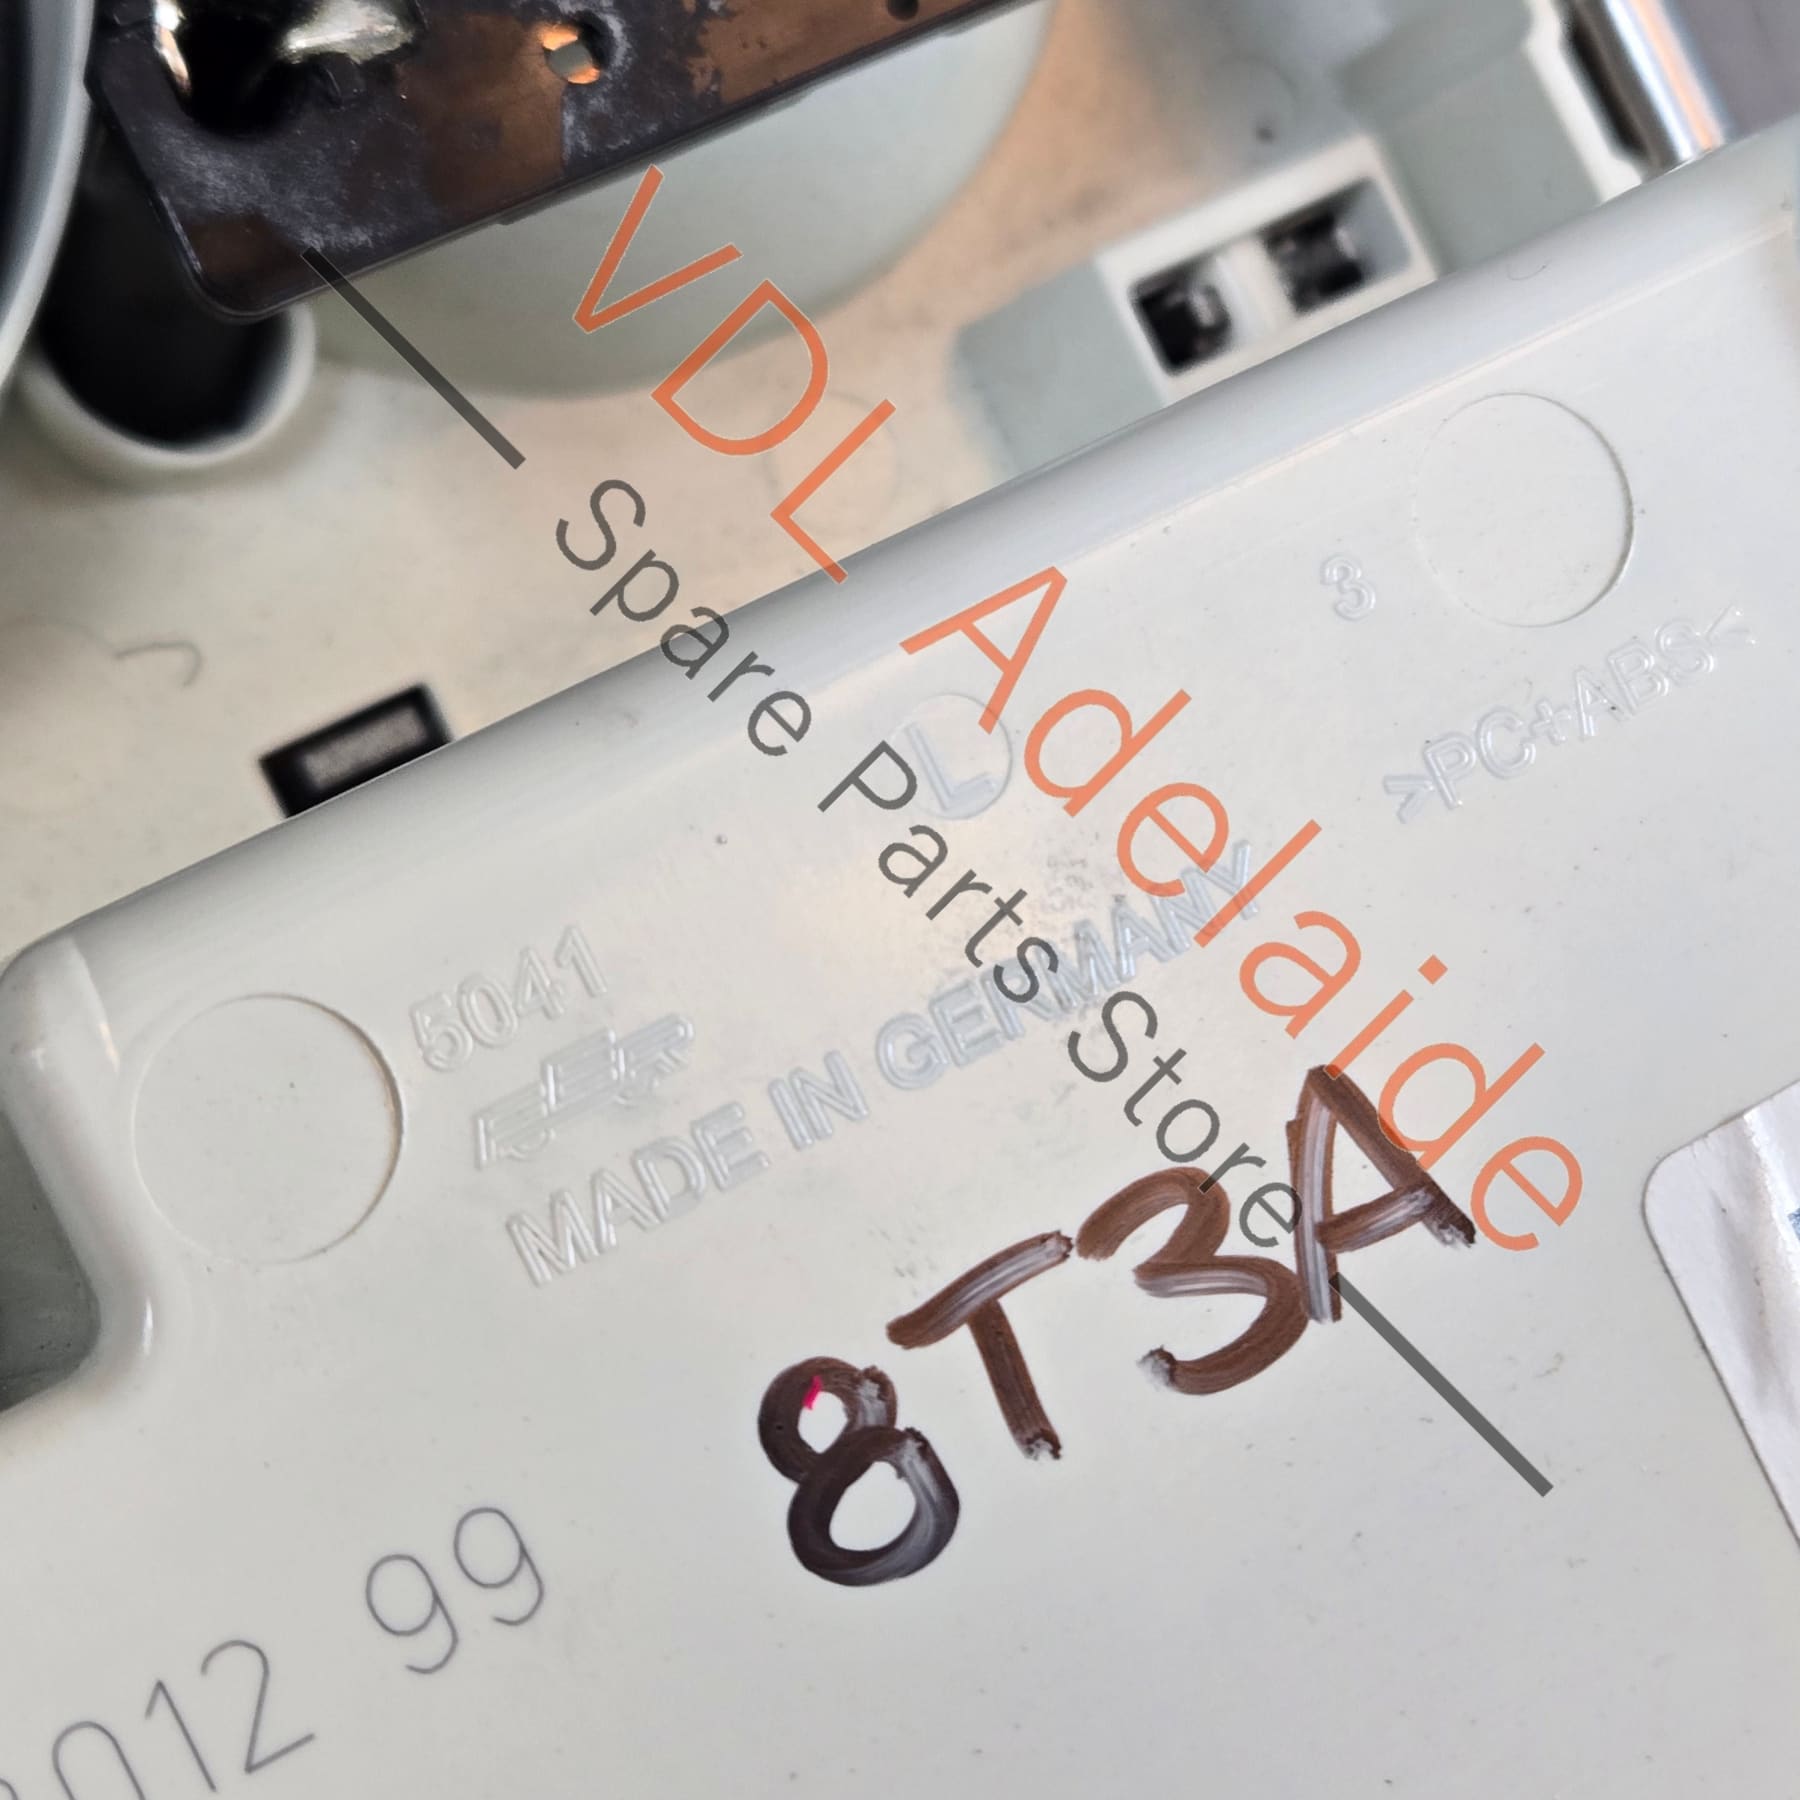 VDL Adelaide
Spare Parts Store
3
>PC+ABS<
L
5041
MADE IN GERMANY
8T3A
012 99